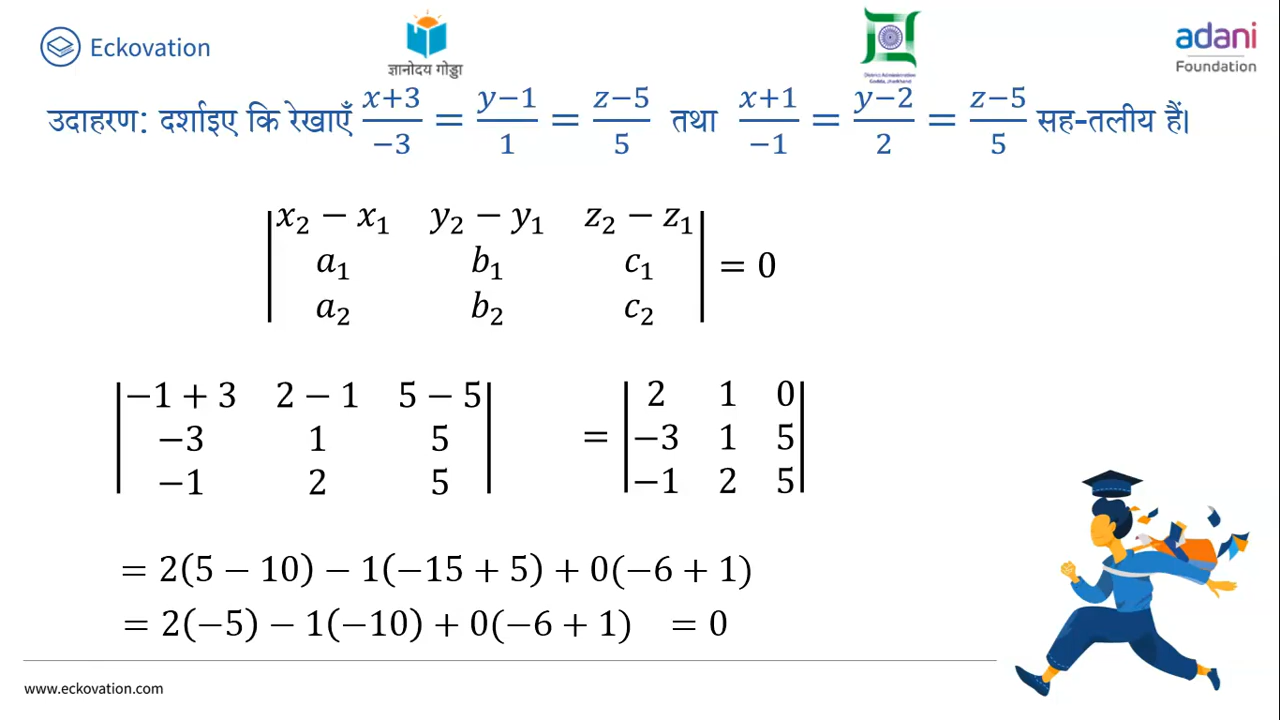 Eckovation
ज्ञानोदय गोड्डा
District Administration
Godda, Jharkhand
adani
Foundation
उदाहरण: दर्शाइए कि रेखाएँ (x+3)/(−3) = (y−1)/1 = (z−5)/5 तथा (x+1)/(−1) = (y−2)/2 = (z−5)/5 सह-तलीय हैं।
| x₂ − x₁ y₂ − y₁ z₂ − z₁ |
| a₁ b₁ c₁ | = 0
| a₂ b₂ c₂ |
| −1 + 3 2 − 1 5 − 5 | | 2 1 0 |
| −3 1 5 | = | −3 1 5 |
| −1 2 5 | | −1 2 5 |
= 2(5 − 10) − 1(−15 + 5) + 0(−6 + 1)
= 2(−5) − 1(−10) + 0(−6 + 1) = 0
www.eckovation.com